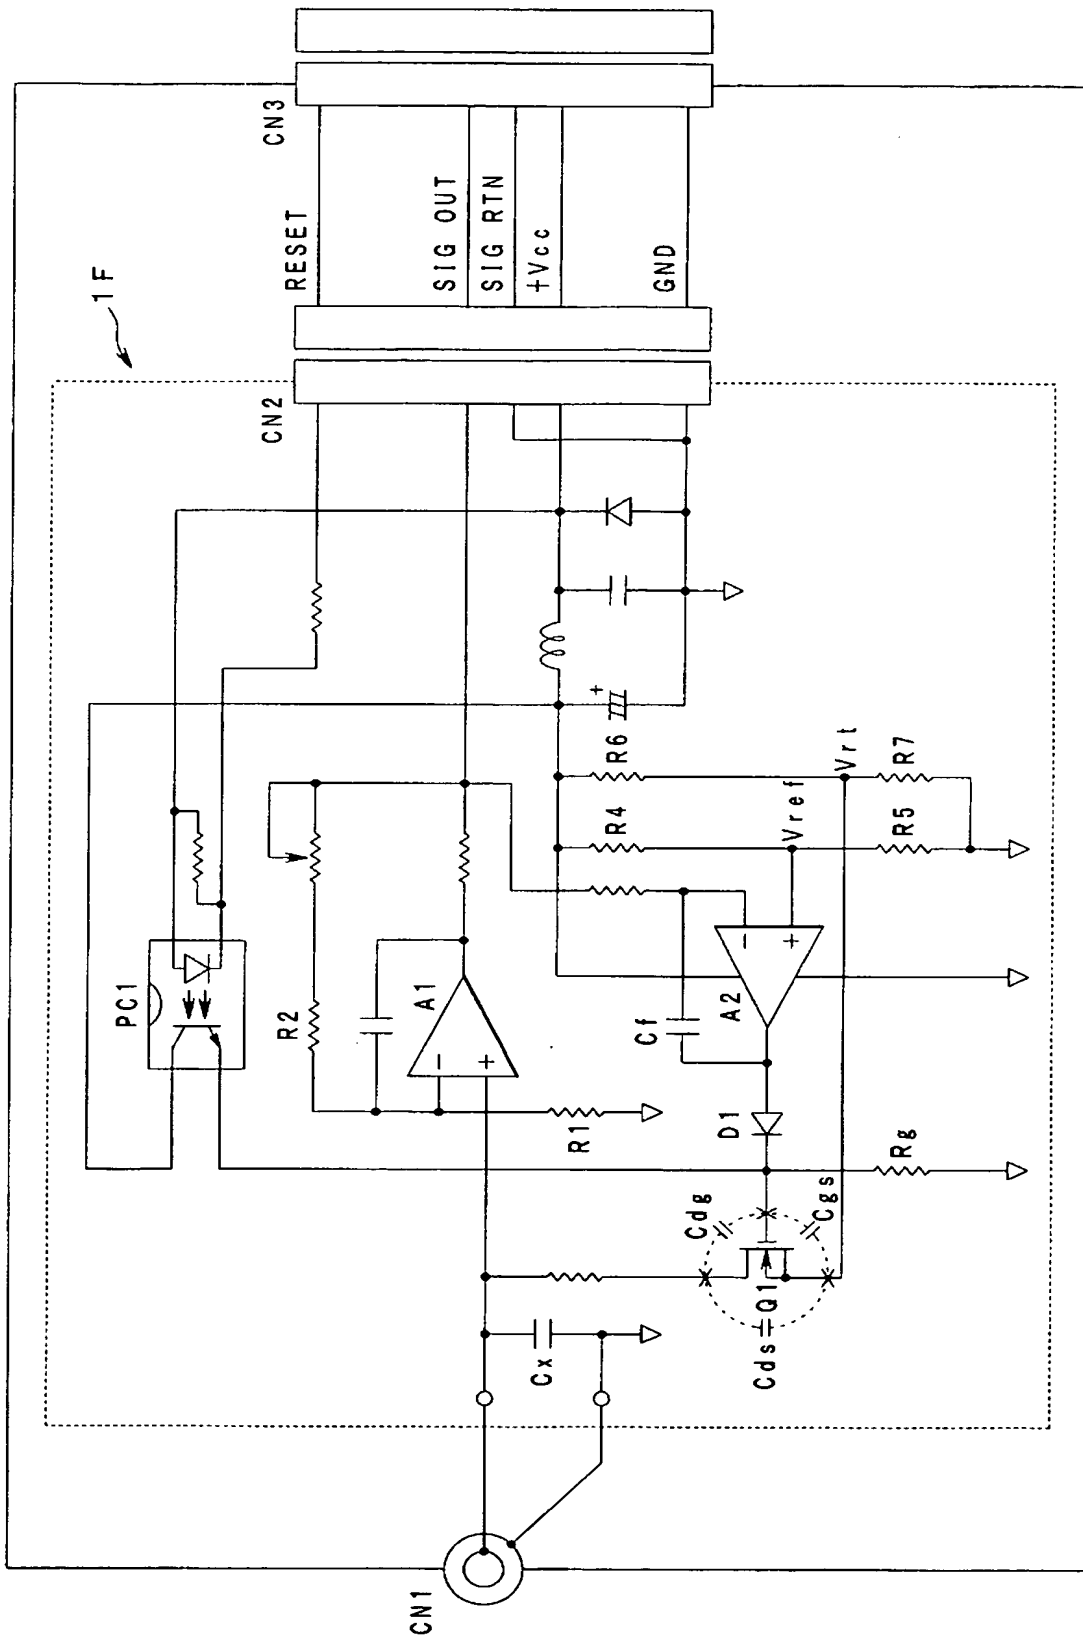 1F
CN3
RESET
SIG OUT
SIG RTN
+Vcc
GND
CN2
PC1
R2
A1
R1
R6
R4
Vrt
Vref
R7
R5
+
-
+
-
+
A2
Cf
D1
Rg
Cdg
Cgs
Q1
Cds
Cx
CN1